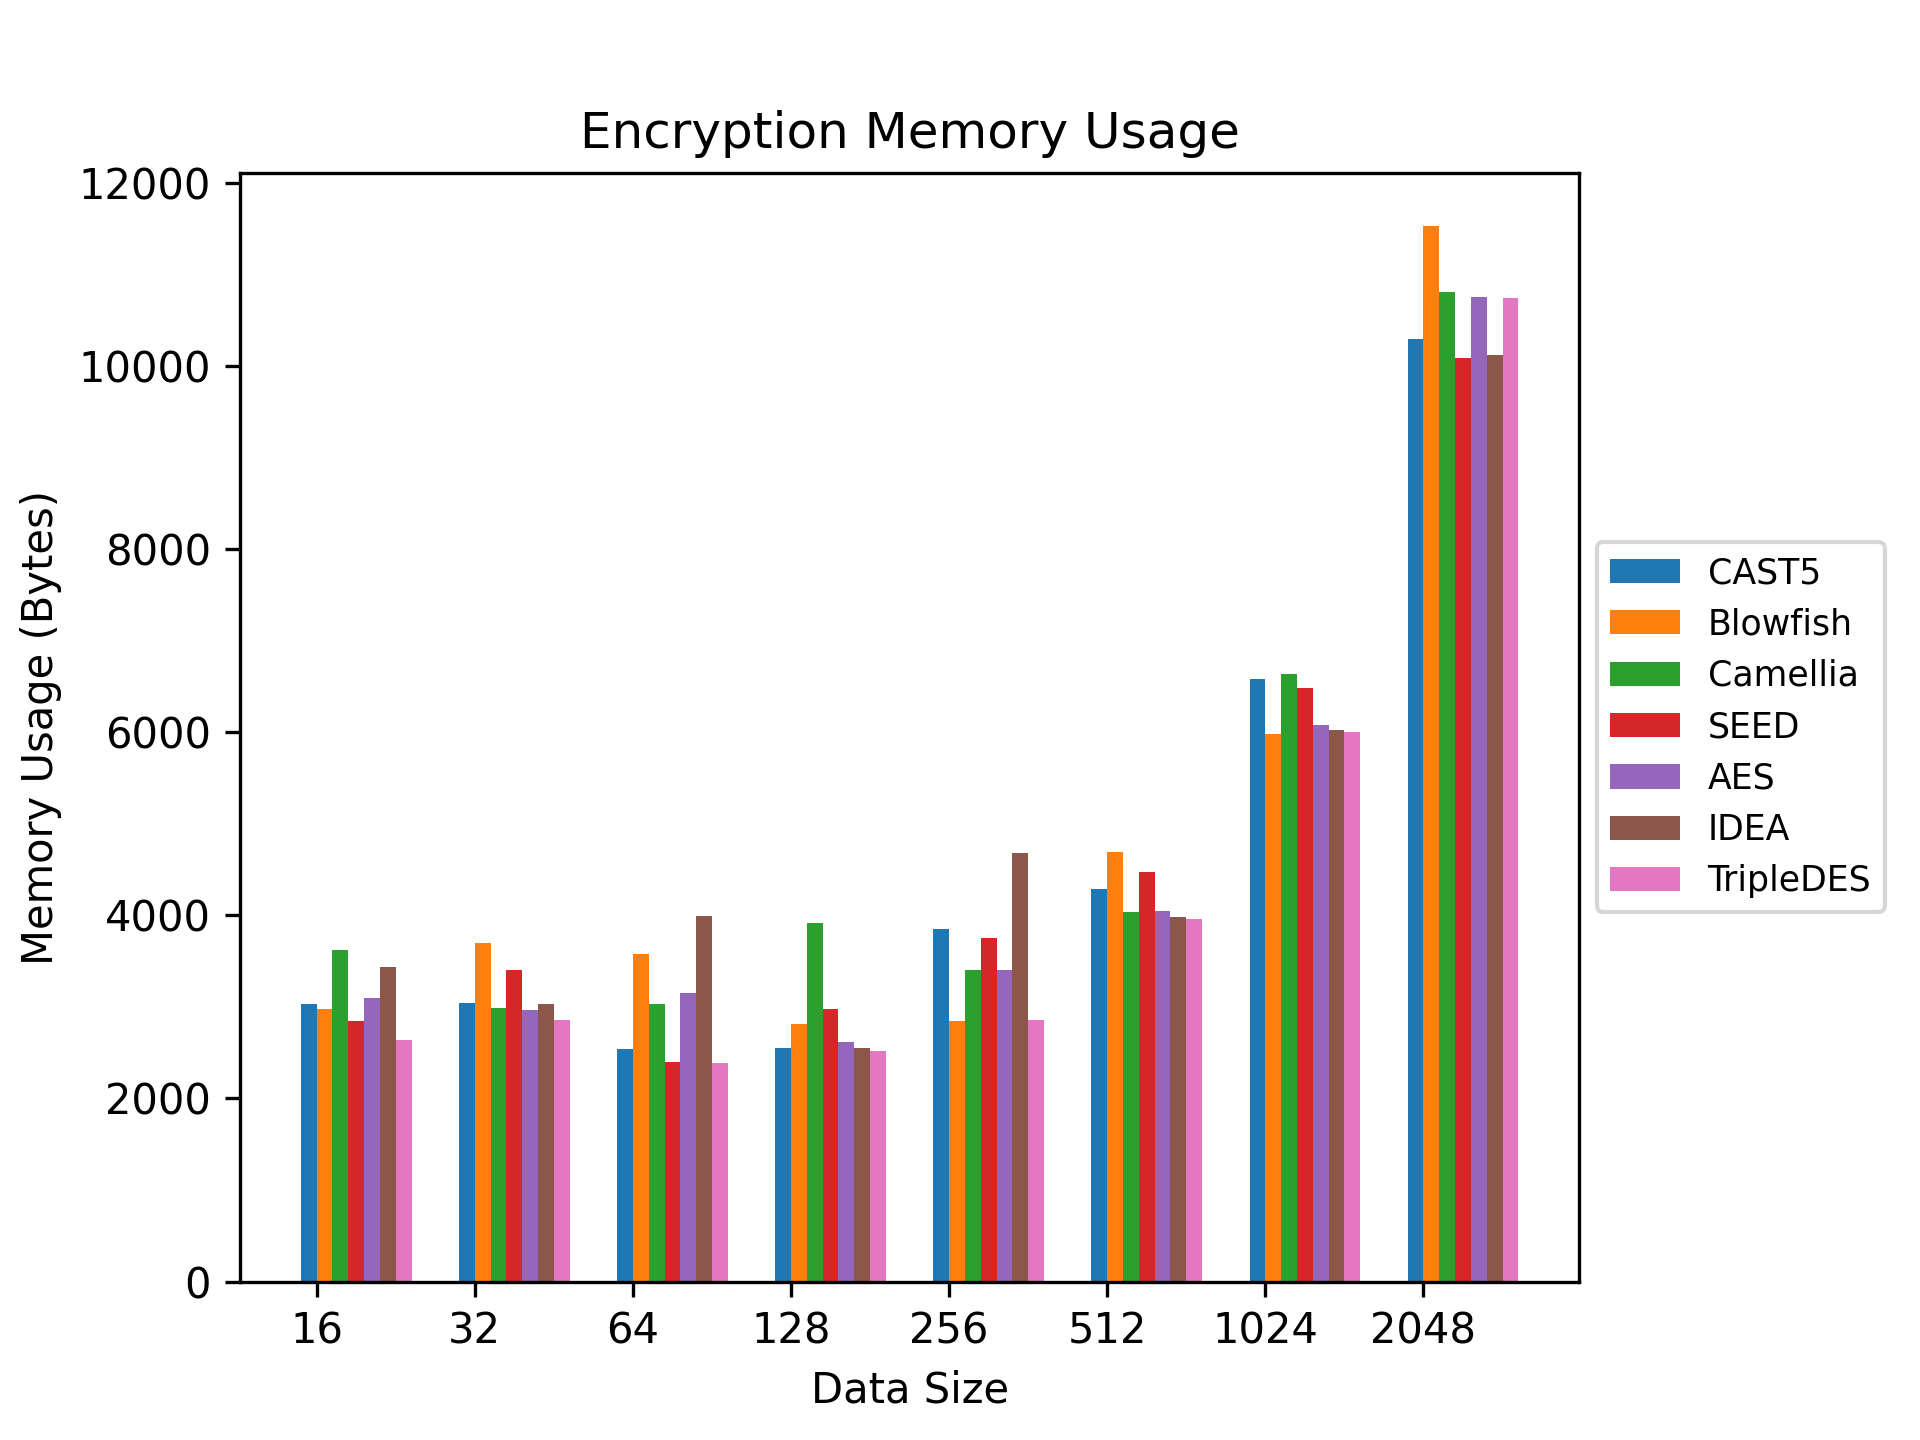 Encryption Memory Usage
12000
10000
8000
6000
4000
2000
0
Memory Usage (Bytes)
16 32 64 128 256 512 1024 2048
Data Size
CAST5
Blowfish
Camellia
SEED
AES
IDEA
TripleDES